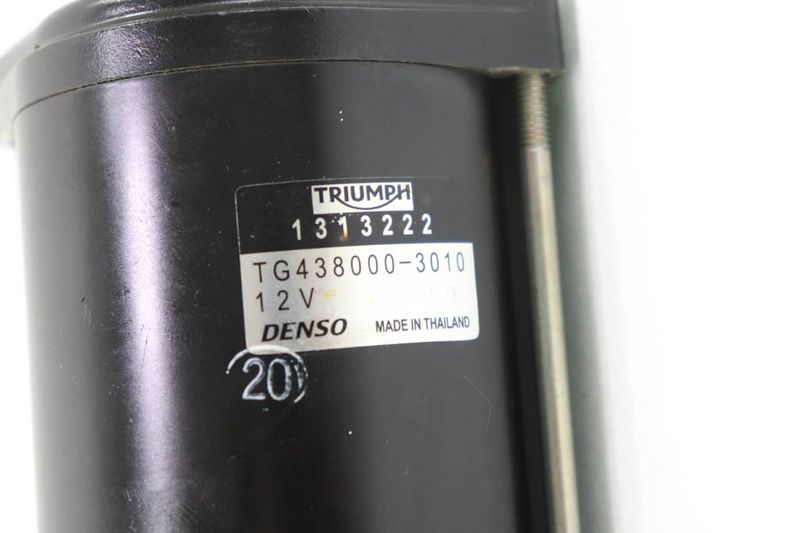 TRIUMPH
1313222
TG438000-3010
12V-
DENSO MADE IN THAILAND
20